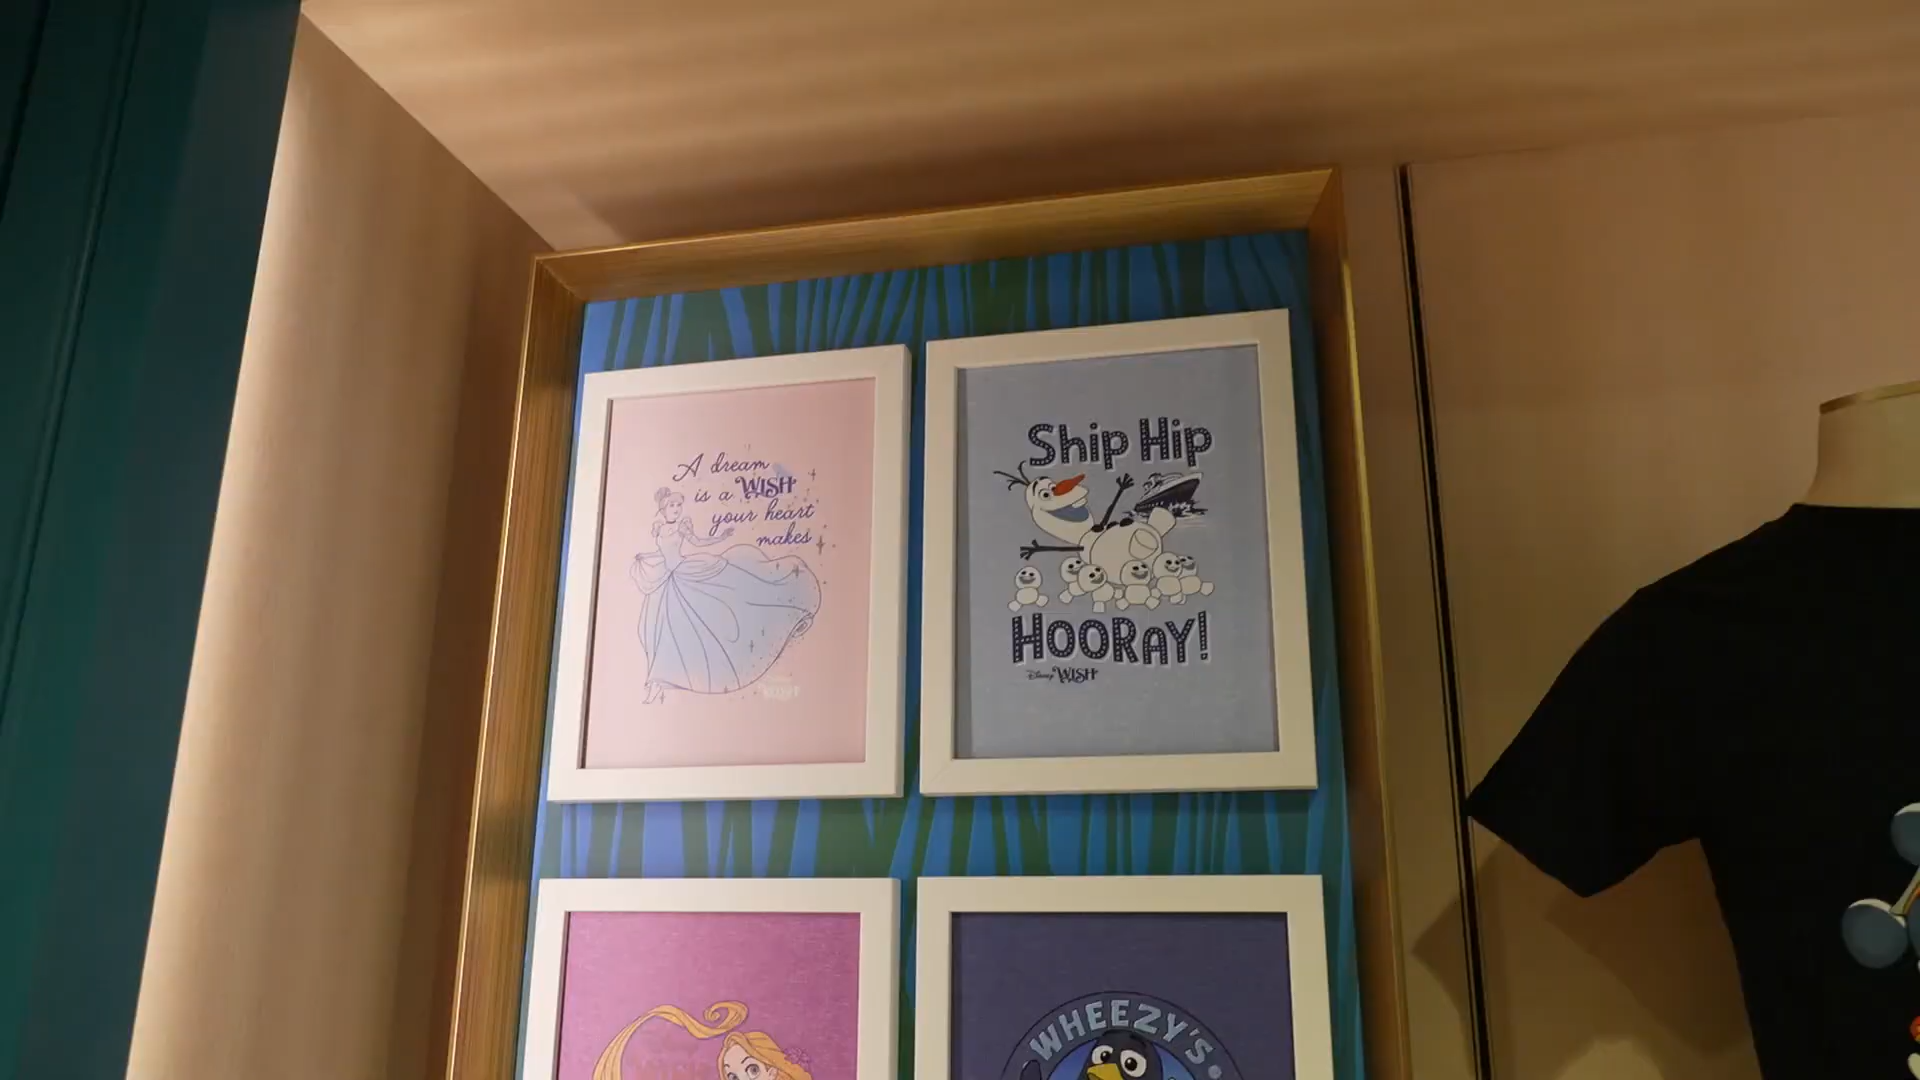 A dream
is a WISH
your heart
makes
Ship Hip
HOORAY!
Disney WISH
WHEEZY'S